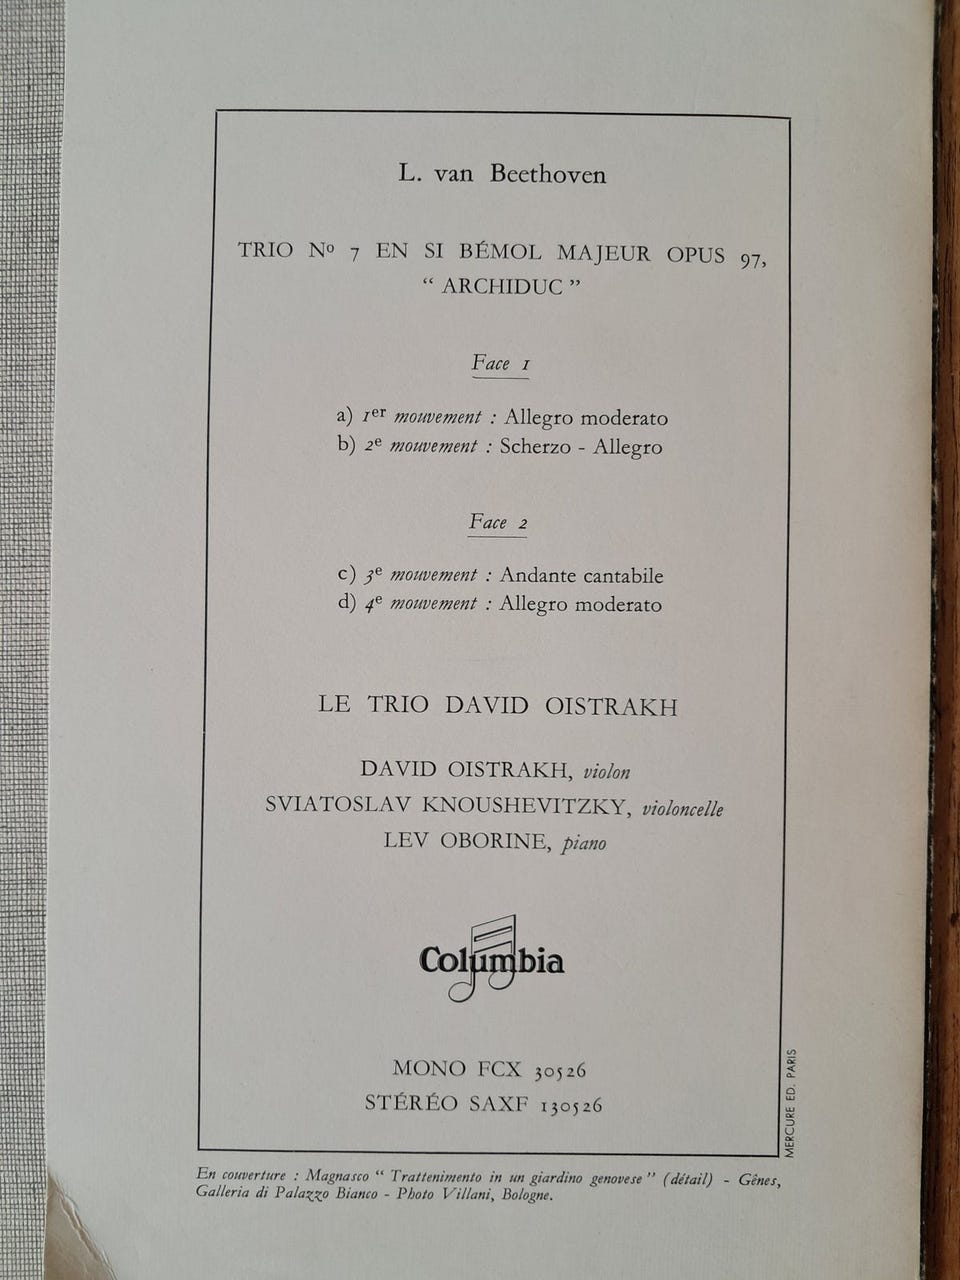 L. van Beethoven
TRIO Nº 7 EN SI BÉMOL MAJEUR OPUS 97,
“ ARCHIDUC ”
Face 1
a) 1er mouvement : Allegro moderato
b) 2e mouvement : Scherzo - Allegro
Face 2
c) 3e mouvement : Andante cantabile
d) 4e mouvement : Allegro moderato
LE TRIO DAVID OISTRAKH
DAVID OISTRAKH, violon
SVIATOSLAV KNOUSHEVITZKY, violoncelle
LEV OBORINE, piano
Columbia
MONO FCX 30526
STÉRÉO SAXF 130526
MERCURE ED. PARIS
En couverture : Magnasco “ Trattenimento in un giardino genovese ” (détail) - Gênes,
Galleria di Palazzo Bianco - Photo Villani, Bologne.